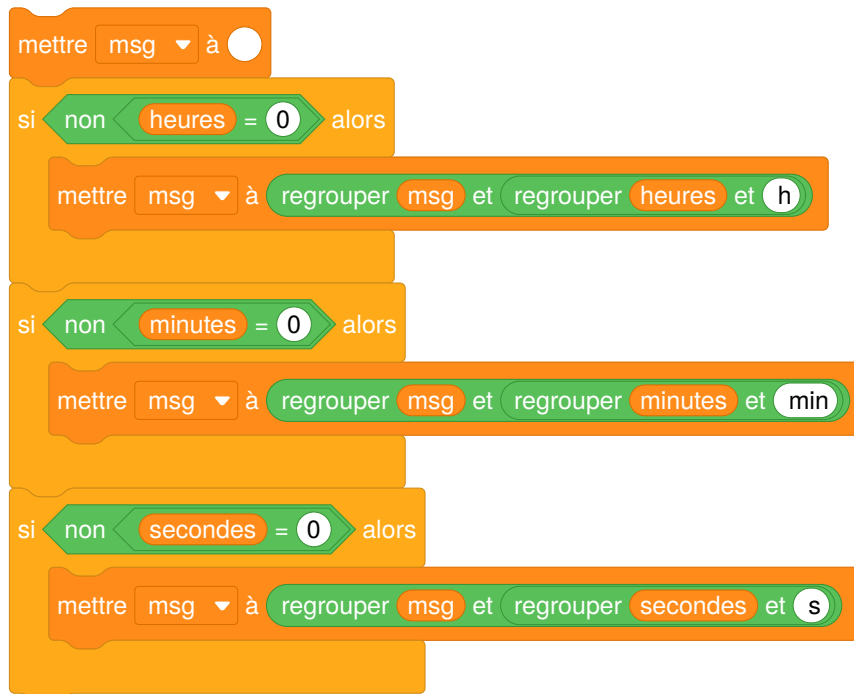 mettre msg à
si non heures = 0 alors
mettre msg à regrouper msg et regrouper heures et h
si non minutes = 0 alors
mettre msg à regrouper msg et regrouper minutes et min
si non secondes = 0 alors
mettre msg à regrouper msg et regrouper secondes et s